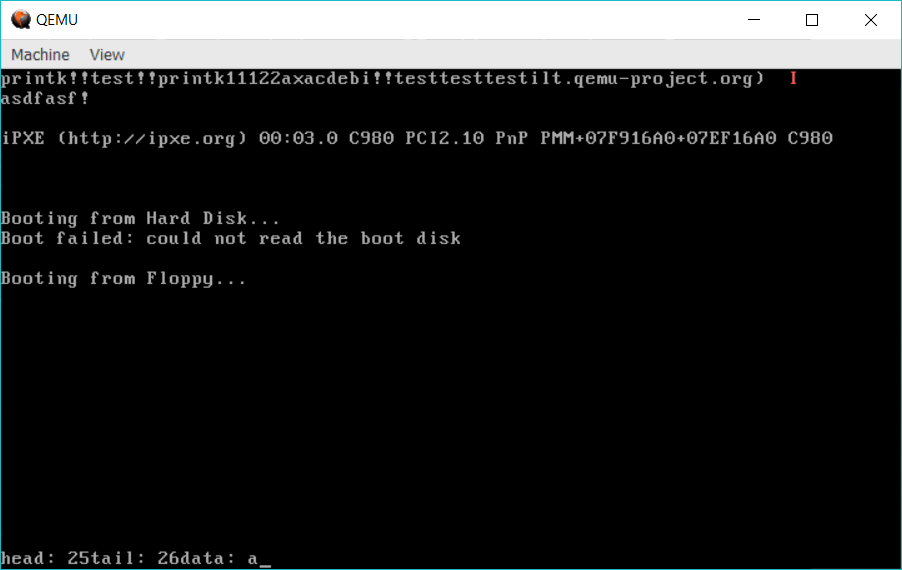 QEMU
Machine View
printk!!test!!printk11122axacdebi!!testtesttestilt.qemu-project.org) I
asdfasf!
iPXE (http://ipxe.org) 00:03.0 C980 PCI2.10 PnP PMM+07F916A0+07EF16A0 C980
Booting from Hard Disk...
Boot failed: could not read the boot disk
Booting from Floppy...
head: 25tail: 26data: a_